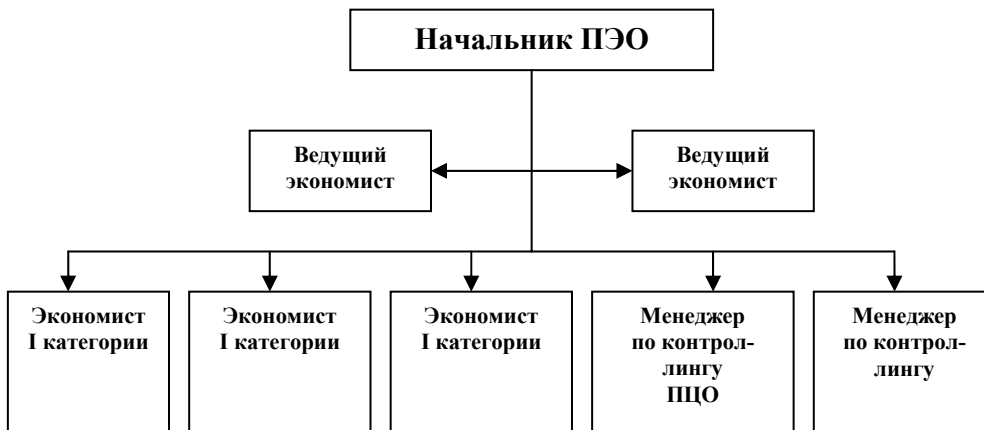 Начальник ПЭО
Ведущий
экономист
Ведущий
экономист
Экономист
I категории
Экономист
I категории
Экономист
I категории
Менеджер
по контрол-
лингу
ПЦО
Менеджер
по контрол-
лингу